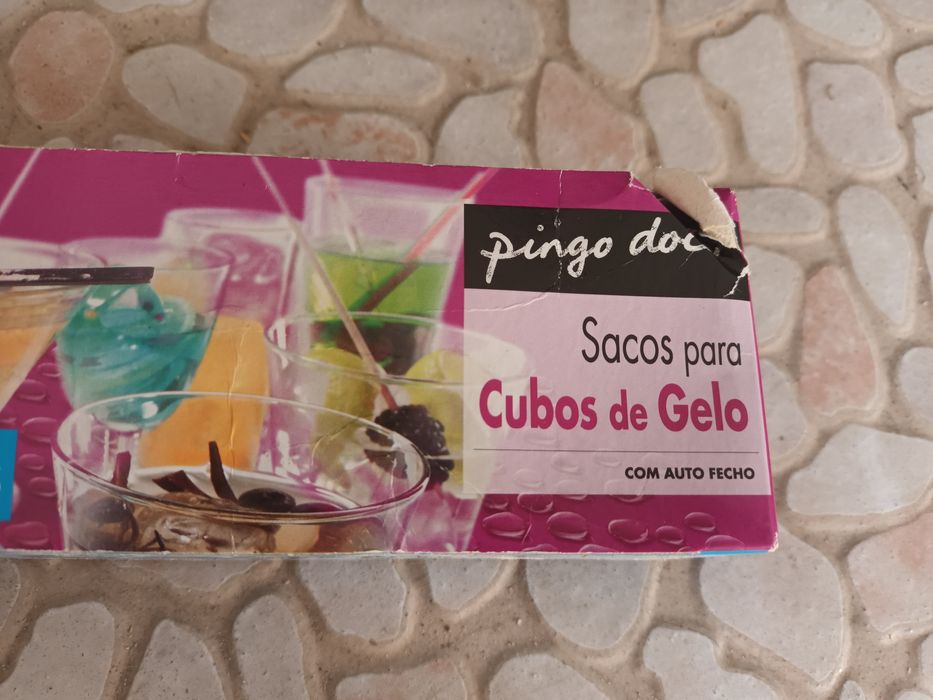 pingo doc
Sacos para
Cubos de Gelo
COM AUTO FECHO